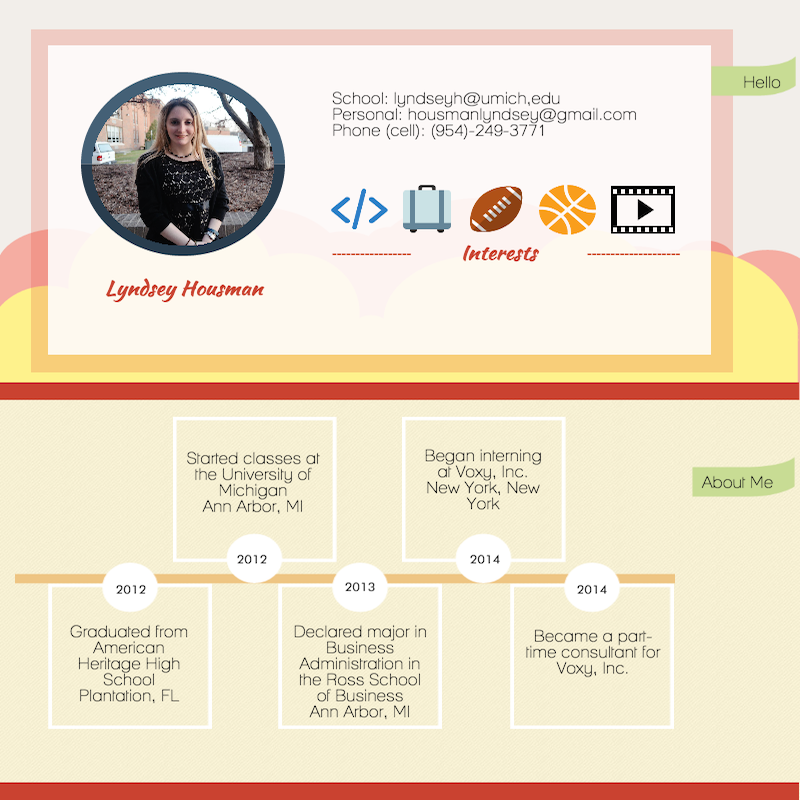 Hello
School: lyndseyh@umich,edu
Personal: housmanlyndsey@gmail.com
Phone (cell): (954)-249-3771
Interests
Lyndsey Housman
About Me
2012
Graduated from
American
Heritage High
School
Plantation, FL
Started classes at
the University of
Michigan
Ann Arbor, MI
2012
2013
Declared major in
Business
Administration in
the Ross School
of Business
Ann Arbor, MI
Began interning
at Voxy, Inc.
New York, New
York
2014
2014
Became a part-
time consultant for
Voxy, Inc.